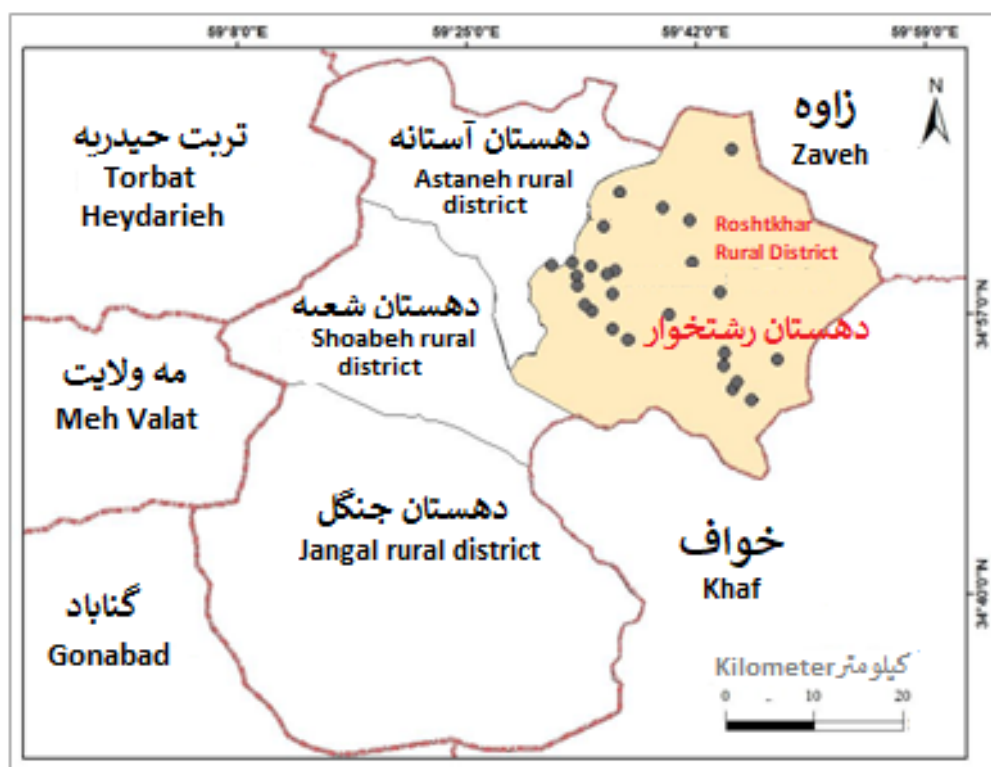 59°8'0"E
59°25'0"E
59°42'0"E
59°59'0"E
N
زاوه
Zaveh
تربت حیدریه
Torbat
Heydarieh
دهستان آستانه
Astaneh rural
district
Roshtkhar
Rural District
دهستان رشتخوار
34°57'0"N
دهستان شعبه
Shoabeh rural
district
مه ولایت
Meh Valat
دهستان جنگل
Jangal rural district
خواف
Khaf
34°40'0"N
گناباد
Gonabad
Kilometer کیلومتر
0
10
20